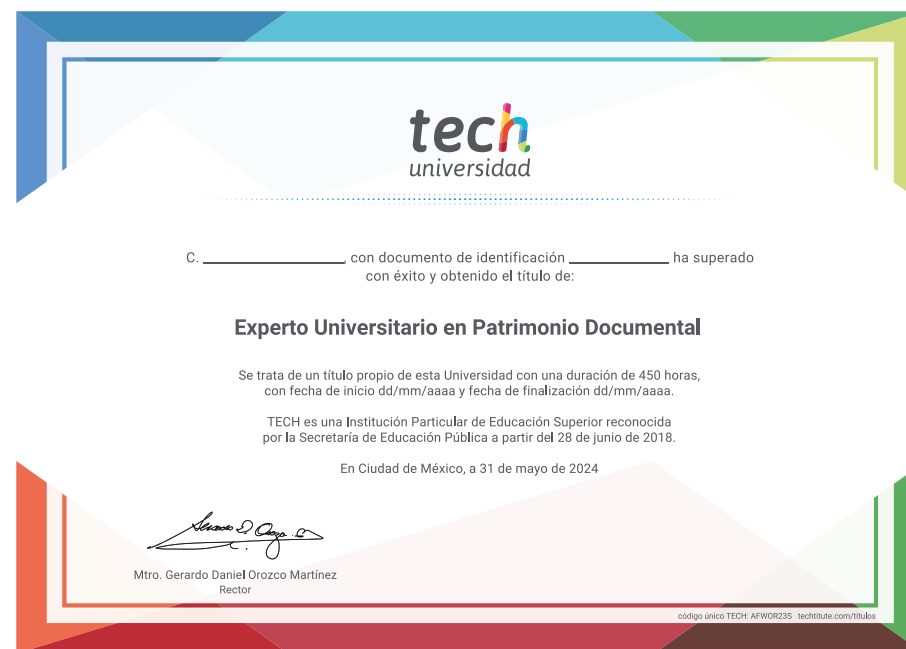 tech
universidad
C. ____________, con documento de identificación ____________ ha superado
con éxito y obtenido el título de:
Experto Universitario en Patrimonio Documental
Se trata de un título propio de esta Universidad con una duración de 450 horas,
con fecha de inicio dd/mm/aaaa y fecha de finalización dd/mm/aaaa.
TECH es una Institución Particular de Educación Superior reconocida
por la Secretaría de Educación Pública a partir del 28 de junio de 2018.
En Ciudad de México, a 31 de mayo de 2024
Mtro. Gerardo Daniel Orozco Martínez
Rector
código único TECH: AFWOR23S techtitute.com/titulos